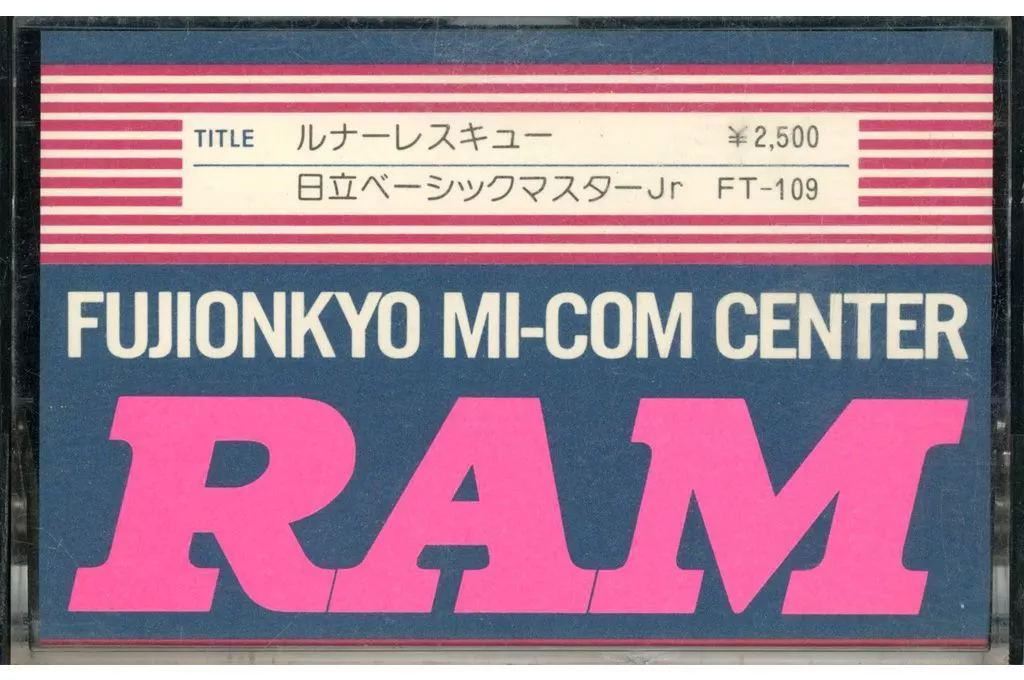 TITLE ルナーレスキュー ¥2,500
日立ベーシックマスターJr FT-109
FUJIONKYO MI-COM CENTER
RAM